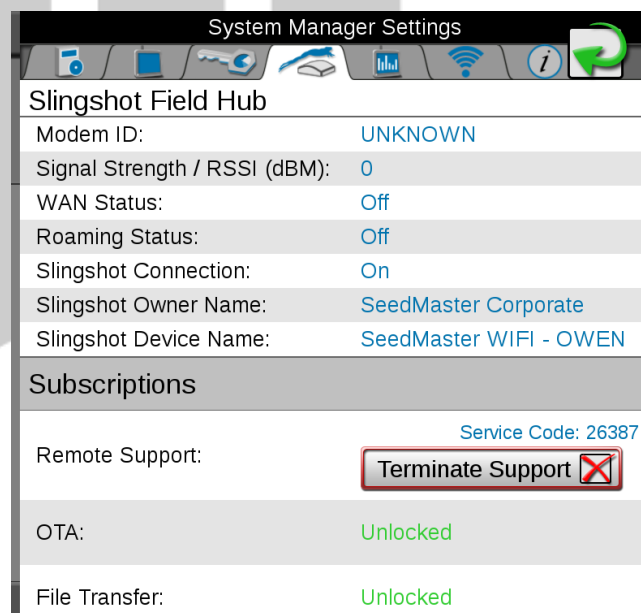 System Manager Settings
i
Slingshot Field Hub
Modem ID: UNKNOWN
Signal Strength / RSSI (dBM): 0
WAN Status: Off
Roaming Status: Off
Slingshot Connection: On
Slingshot Owner Name: SeedMaster Corporate
Slingshot Device Name: SeedMaster WIFI - OWEN
Subscriptions
Service Code: 26387
Remote Support: Terminate Support
OTA: Unlocked
File Transfer: Unlocked